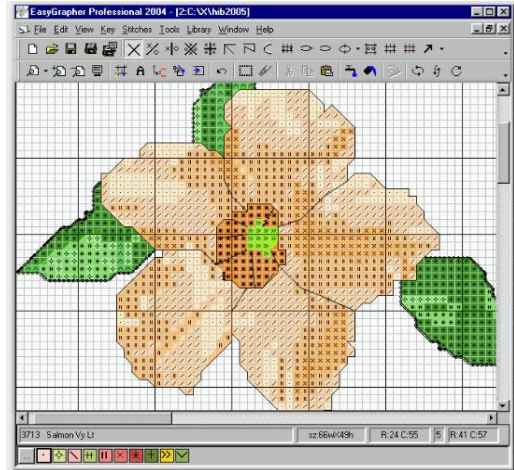 EasyGrapher Professional 2004 - [2:C:\X\hib2005]
File Edit View Key Stitches Tools Library Window Help
3713 Salmon Vy Lt sz:66wX49h R:24 C:55 5 R:41 C:57